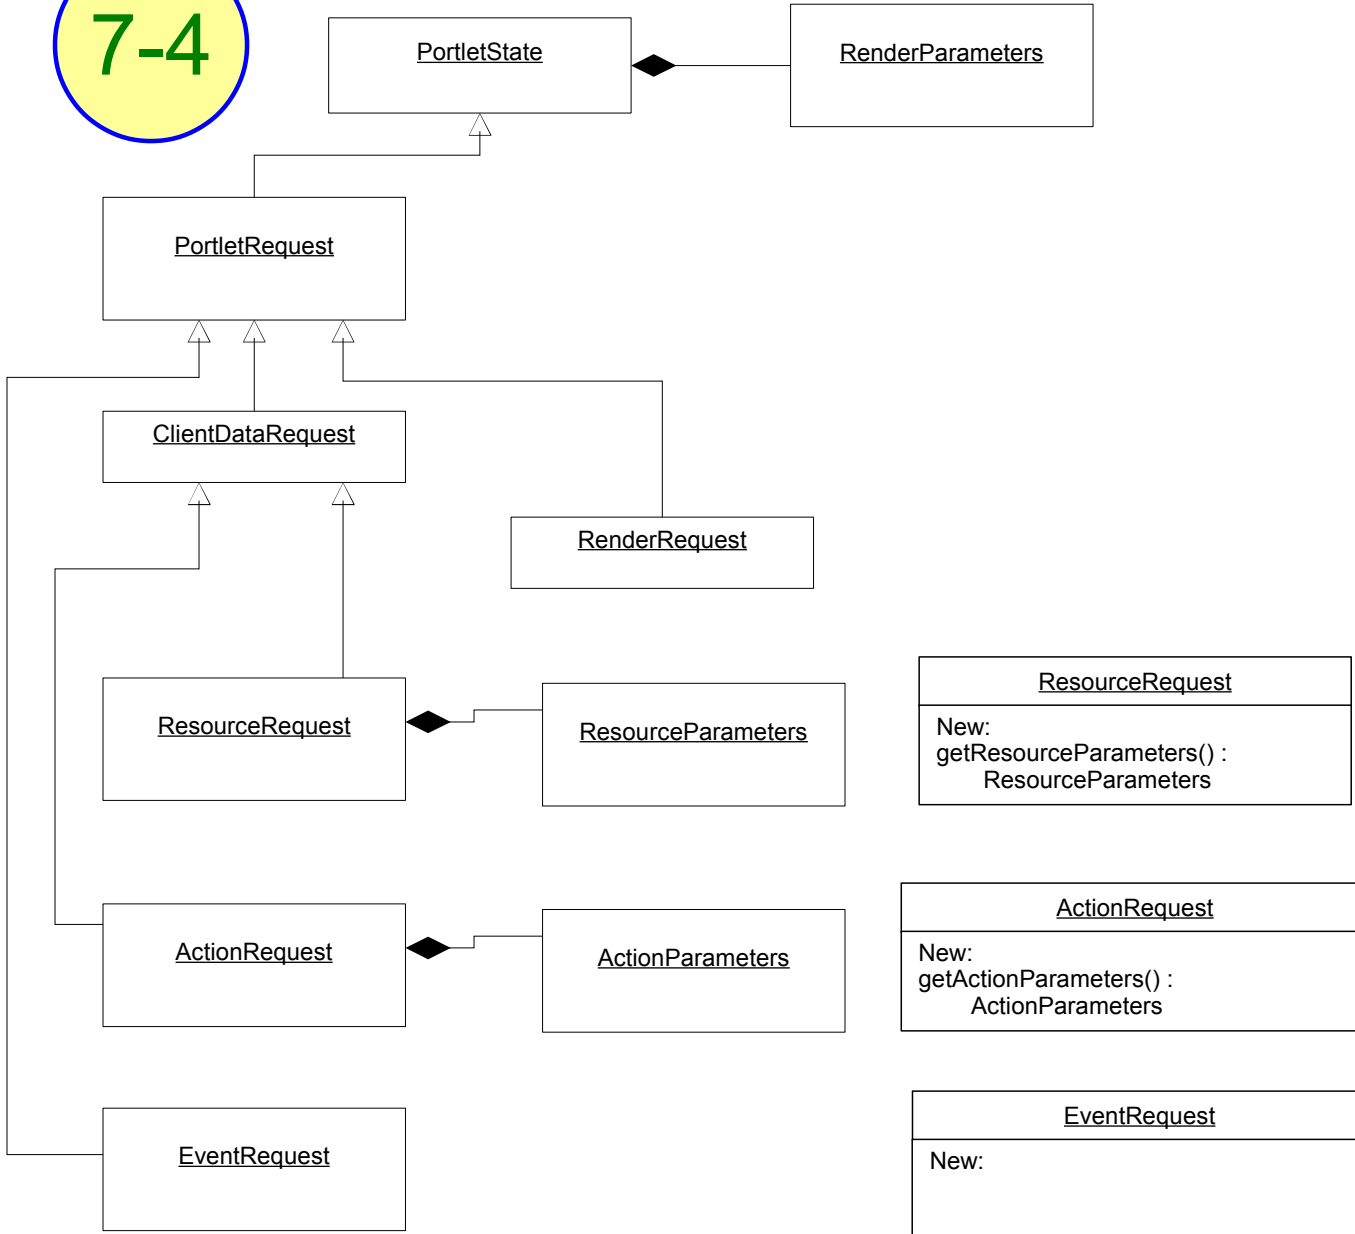 7-4
PortletState
RenderParameters
PortletRequest
ClientDataRequest
RenderRequest
ResourceRequest
ResourceParameters
ResourceRequest
New:
getResourceParameters() :
ResourceParameters
ActionRequest
ActionParameters
ActionRequest
New:
getActionParameters() :
ActionParameters
EventRequest
EventRequest
New: